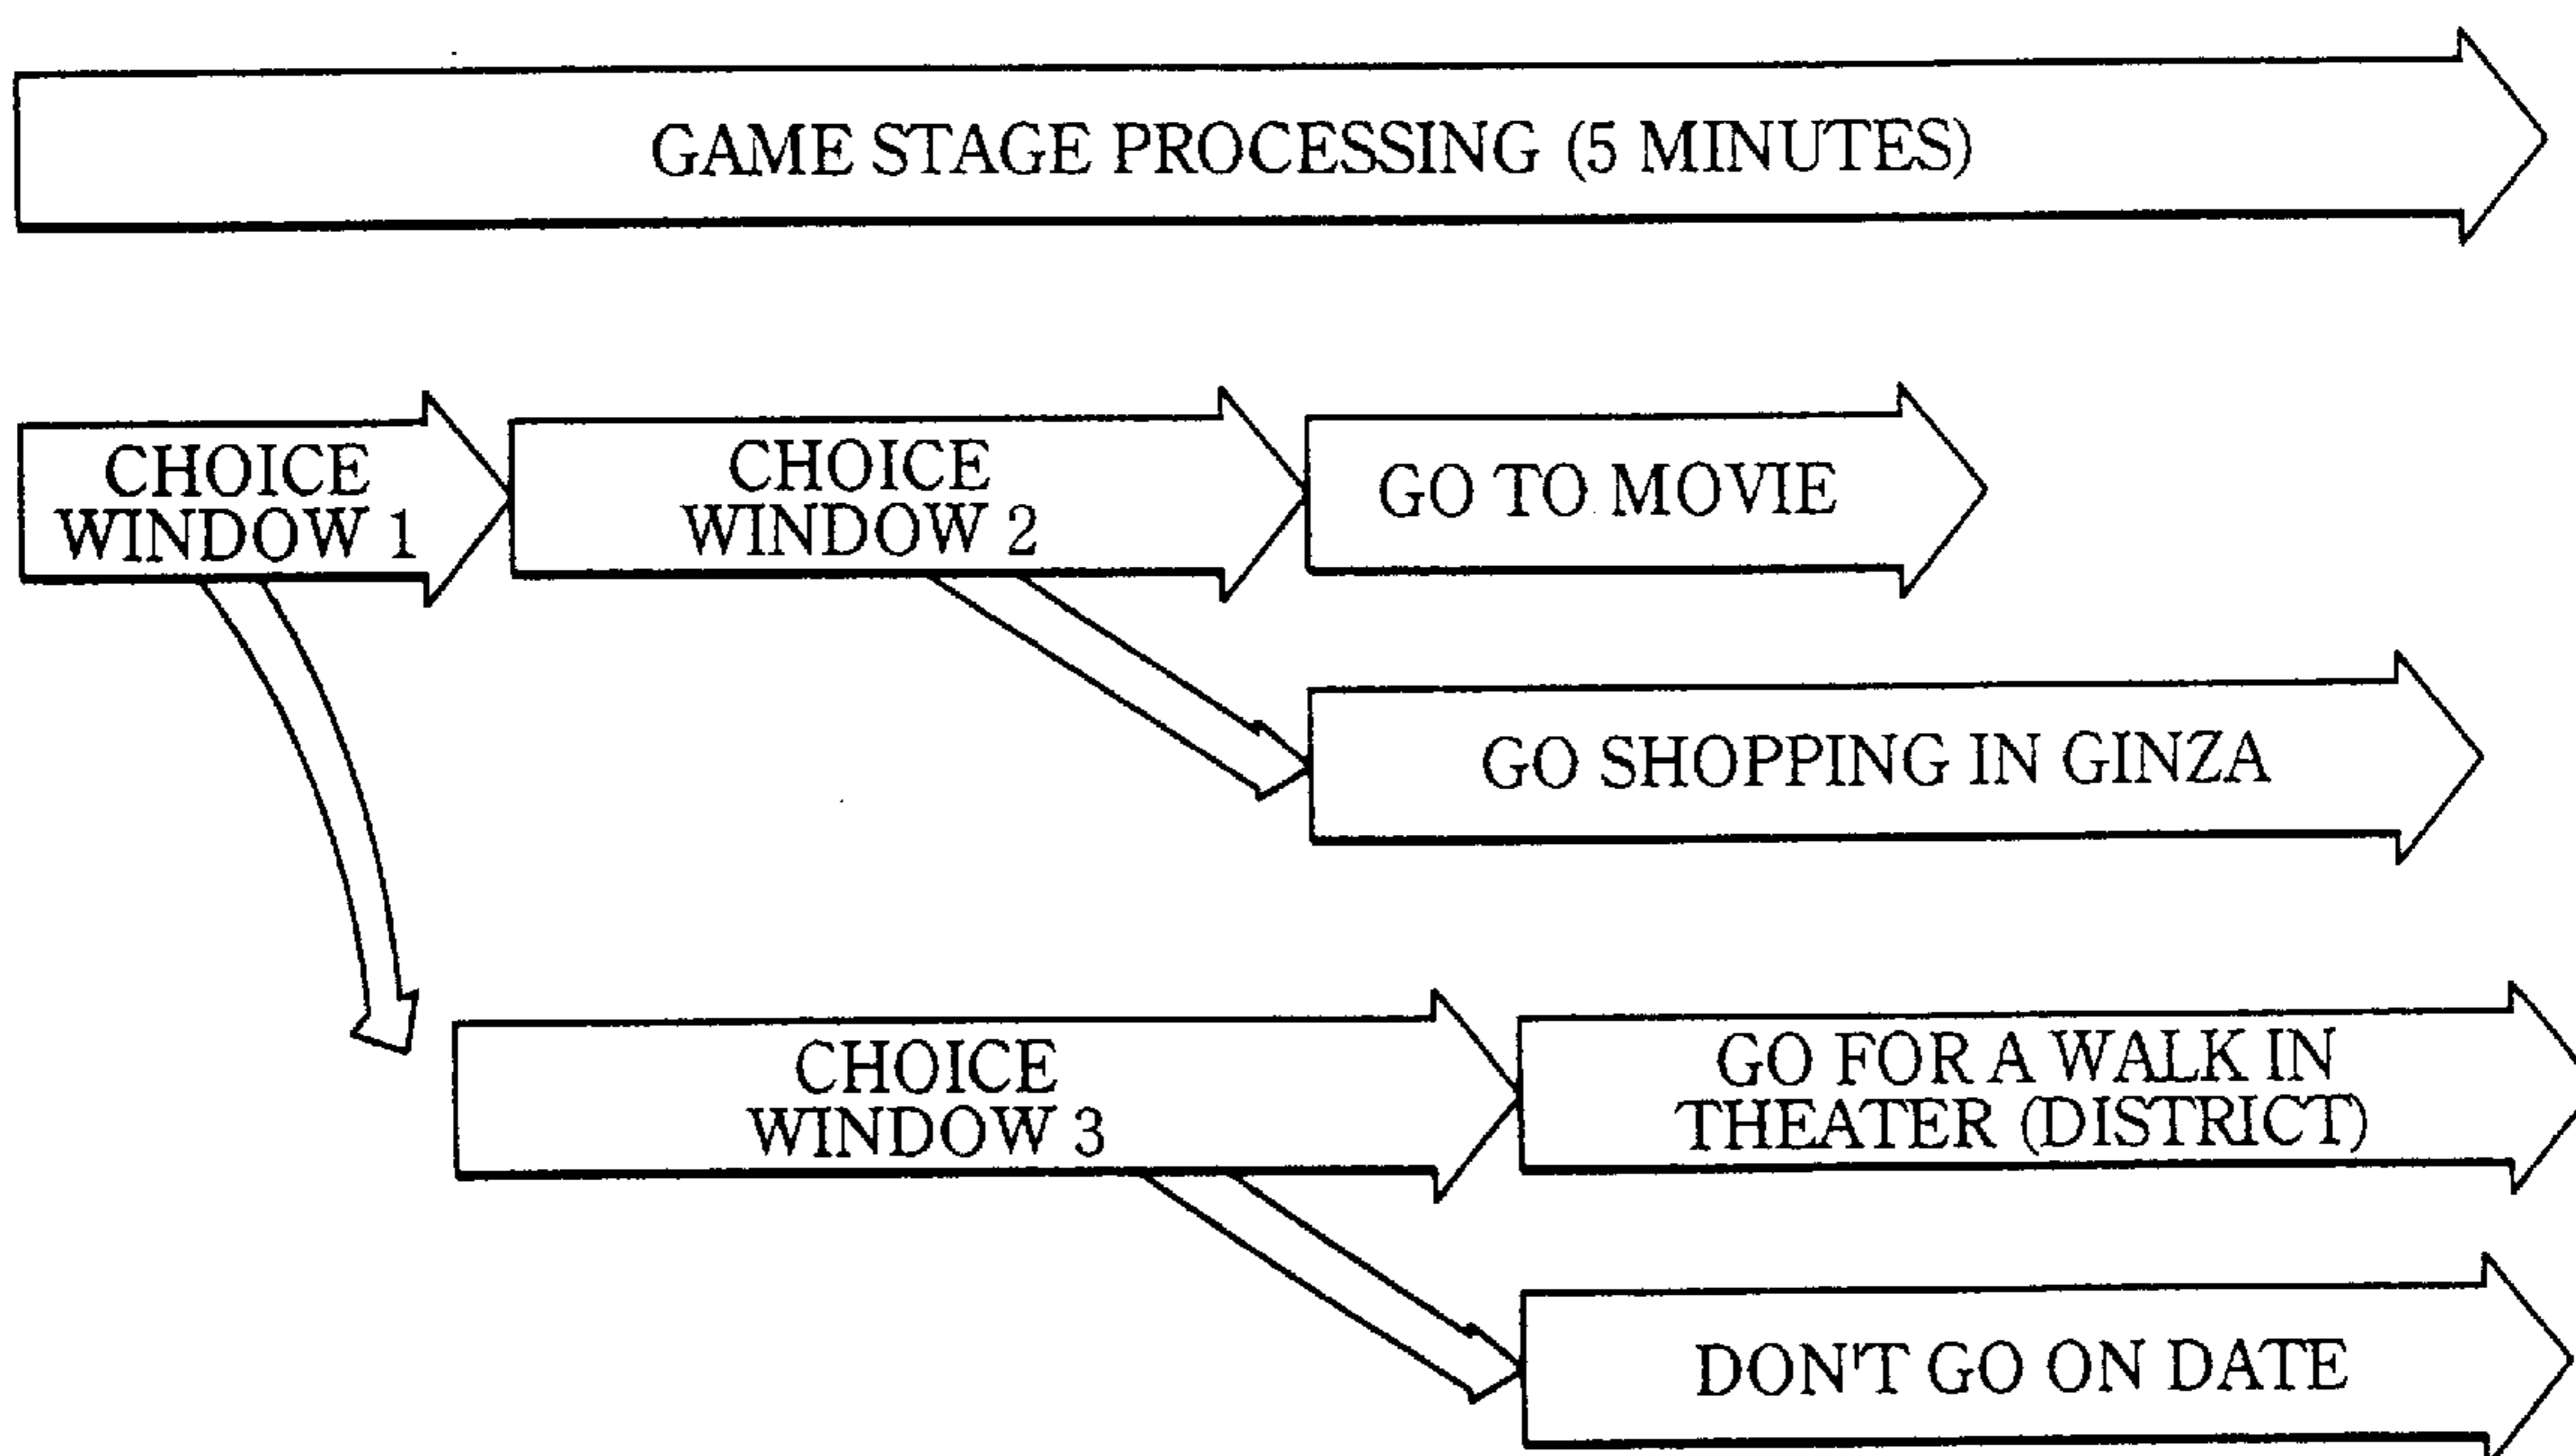 GAME STAGE PROCESSING (5 MINUTES)
CHOICE
WINDOW 1
CHOICE
WINDOW 2
GO TO MOVIE
GO SHOPPING IN GINZA
CHOICE
WINDOW 3
GO FOR A WALK IN
THEATER (DISTRICT)
DON'T GO ON DATE